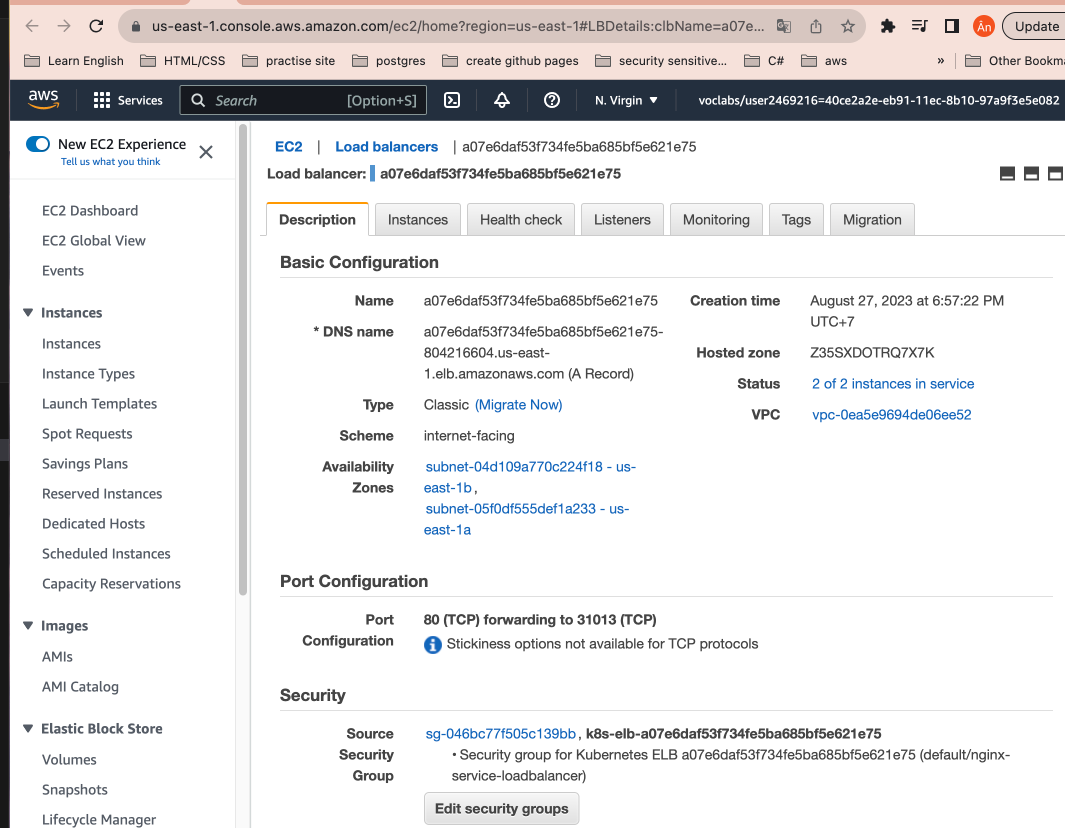 us-east-1.console.aws.amazon.com/ec2/home?region=us-east-1#LBDetails:clbName=a07e...
Ân
Update
Learn English
HTML/CSS
practise site
postgres
create github pages
security sensitive...
C#
aws
»
Other Bookma
aws
Services
Search
[Option+S]
N. Virgin
voclabs/user2469216=40ce2a2e-eb91-11ec-8b10-97a9f3e5e082
New EC2 Experience
Tell us what you think
EC2 Dashboard
EC2 Global View
Events
Instances
Instances
Instance Types
Launch Templates
Spot Requests
Savings Plans
Reserved Instances
Dedicated Hosts
Scheduled Instances
Capacity Reservations
Images
AMIs
AMI Catalog
Elastic Block Store
Volumes
Snapshots
Lifecycle Manager
EC2 | Load balancers | a07e6daf53f734fe5ba685bf5e621e75
Load balancer: a07e6daf53f734fe5ba685bf5e621e75
Description
Instances
Health check
Listeners
Monitoring
Tags
Migration
Basic Configuration
Name a07e6daf53f734fe5ba685bf5e621e75
* DNS name a07e6daf53f734fe5ba685bf5e621e75-
804216604.us-east-
1.elb.amazonaws.com (A Record)
Type Classic (Migrate Now)
Scheme internet-facing
Availability Zones subnet-04d109a770c224f18 - us-
east-1b,
subnet-05f0df555def1a233 - us-
east-1a
Creation time August 27, 2023 at 6:57:22 PM
UTC+7
Hosted zone Z35SXDOTRQ7X7K
Status 2 of 2 instances in service
VPC vpc-0ea5e9694de06ee52
Port Configuration
Port Configuration 80 (TCP) forwarding to 31013 (TCP)
Stickiness options not available for TCP protocols
Security
Source Security Group sg-046bc77f505c139bb, k8s-elb-a07e6daf53f734fe5ba685bf5e621e75
• Security group for Kubernetes ELB a07e6daf53f734fe5ba685bf5e621e75 (default/nginx-
service-loadbalancer)
Edit security groups